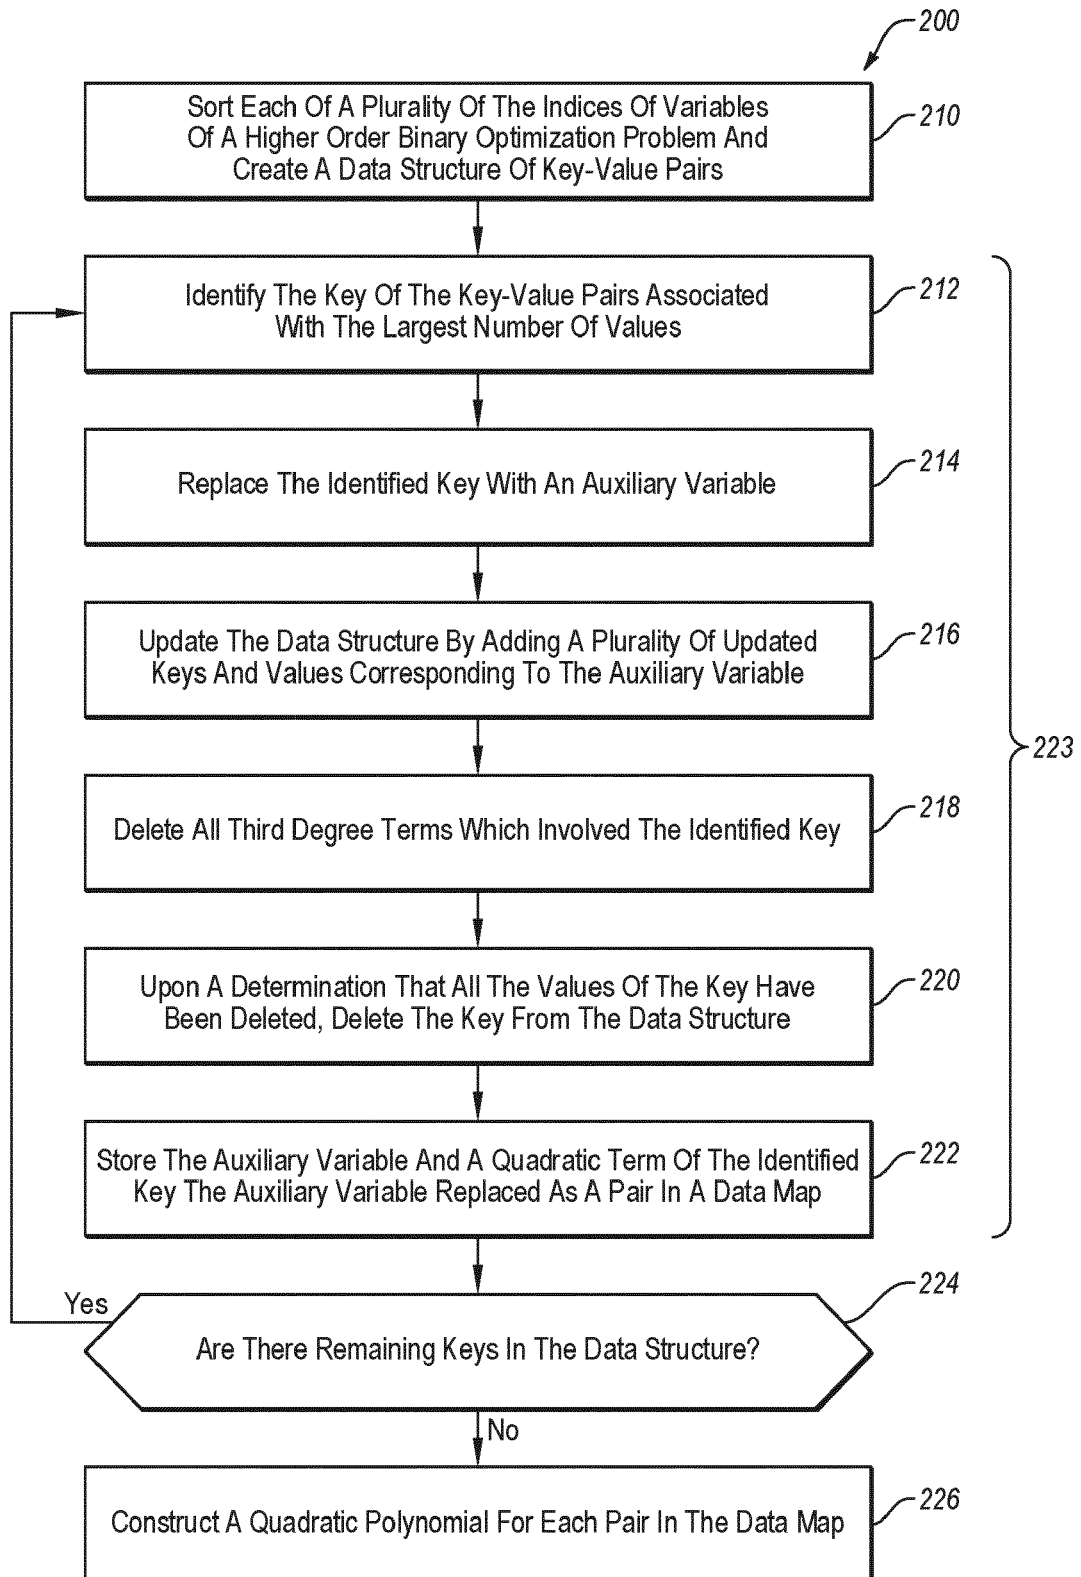 200
Sort Each Of A Plurality Of The Indices Of Variables
Of A Higher Order Binary Optimization Problem And
Create A Data Structure Of Key-Value Pairs
210
Identify The Key Of The Key-Value Pairs Associated
With The Largest Number Of Values
212
Replace The Identified Key With An Auxiliary Variable
214
Update The Data Structure By Adding A Plurality Of Updated
Keys And Values Corresponding To The Auxiliary Variable
216
223
Delete All Third Degree Terms Which Involved The Identified Key
218
Upon A Determination That All The Values Of The Key Have
Been Deleted, Delete The Key From The Data Structure
220
Store The Auxiliary Variable And A Quadratic Term Of The Identified
Key The Auxiliary Variable Replaced As A Pair In A Data Map
222
Yes
Are There Remaining Keys In The Data Structure?
224
No
Construct A Quadratic Polynomial For Each Pair In The Data Map
226